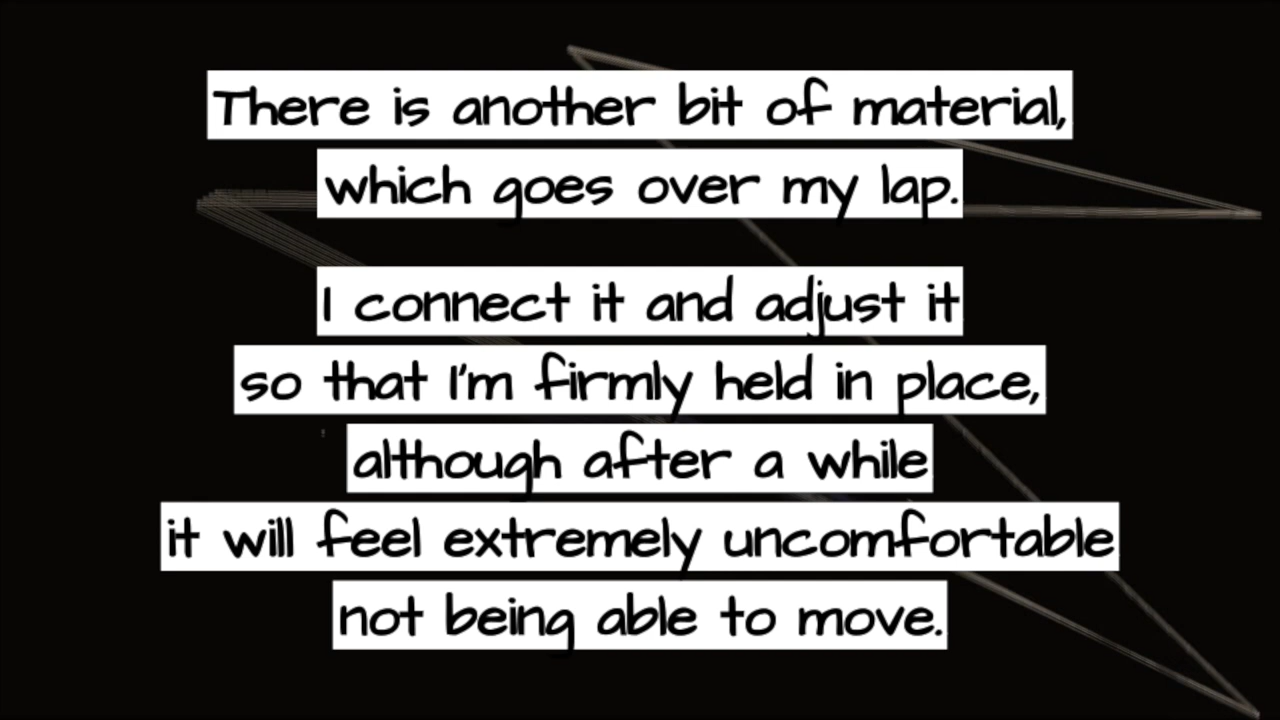 There is another bit of material,
which goes over my lap.
I connect it and adjust it
so that I'm firmly held in place,
although after a while
it will feel extremely uncomfortable
not being able to move.